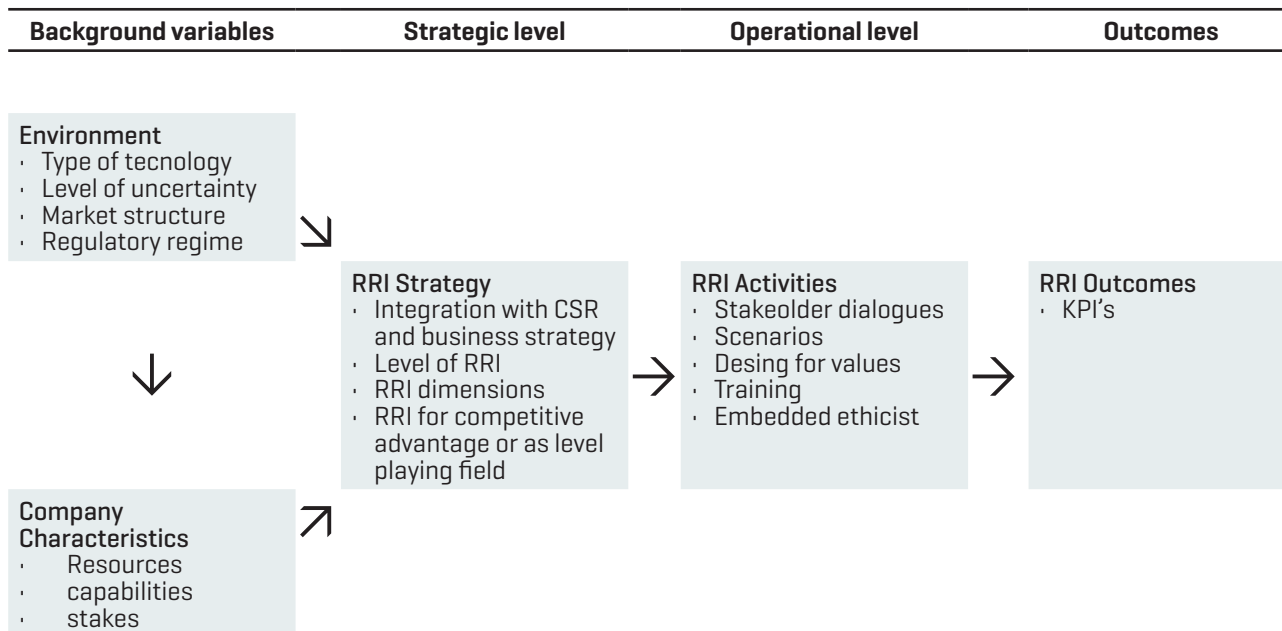 Background variables Strategic level Operational level Outcomes
Environment
· Type of tecnology
· Level of uncertainty
· Market structure
· Regulatory regime
RRI Strategy
· Integration with CSR
and business strategy
· Level of RRI
· RRI dimensions
· RRI for competitive
advantage or as level
playing field
RRI Activities
· Stakeolder dialogues
· Scenarios
· Desing for values
· Training
· Embedded ethicist
RRI Outcomes
· KPI's
Company
Characteristics
· Resources
· capabilities
· stakes